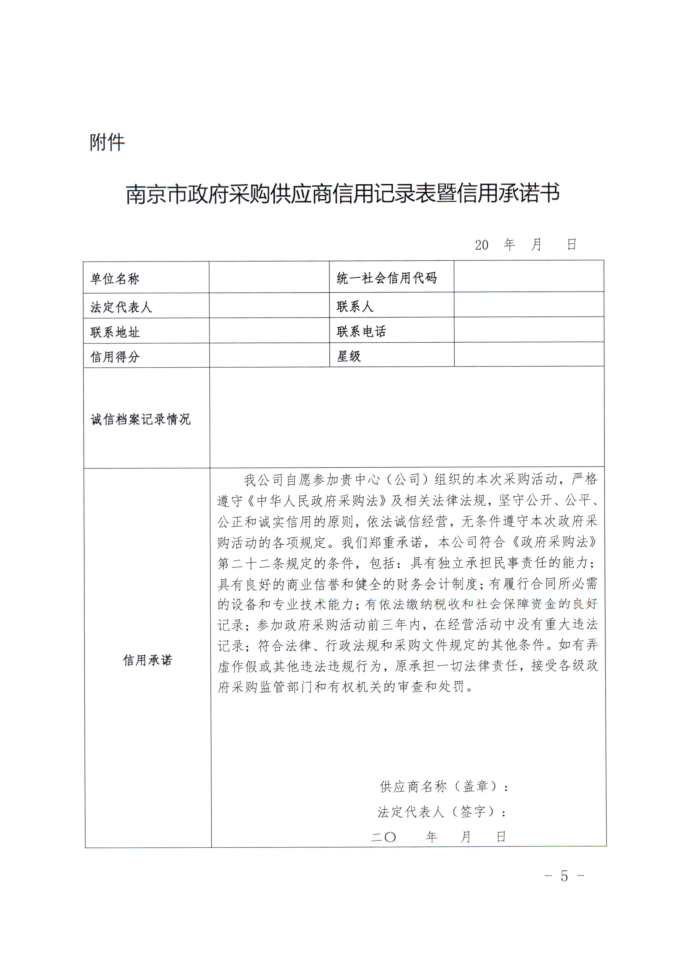 附件
南京市政府采购供应商信用记录表暨信用承诺书
20 年 月 日
单位名称 统一社会信用代码
法定代表人 联系人
联系地址 联系电话
信用得分 星级
诚信档案记录情况
信用承诺
我公司自愿参加贵中心（公司）组织的本次采购活动，严格
遵守《中华人民政府采购法》及相关法律法规，坚守公开、公平、
公正和诚实信用的原则，依法诚信经营，无条件遵守本次政府采
购活动的各项规定。我们郑重承诺，本公司符合《政府采购法》
第二十二条规定的条件，包括：具有独立承担民事责任的能力；
具有良好的商业信誉和健全的财务会计制度；有履行合同所必需
的设备和专业技术能力；有依法缴纳税收和社会保障资金的良好
记录；参加政府采购活动前三年内，在经营活动中没有重大违法
记录；符合法律、行政法规和采购文件规定的其他条件。如有弄
虚作假或其他违法违规行为，原承担一切法律责任，接受各级政
府采购监管部门和有权机关的审查和处罚。
供应商名称（盖章）：
法定代表人（签字）：
二〇 年 月 日
- 5 -